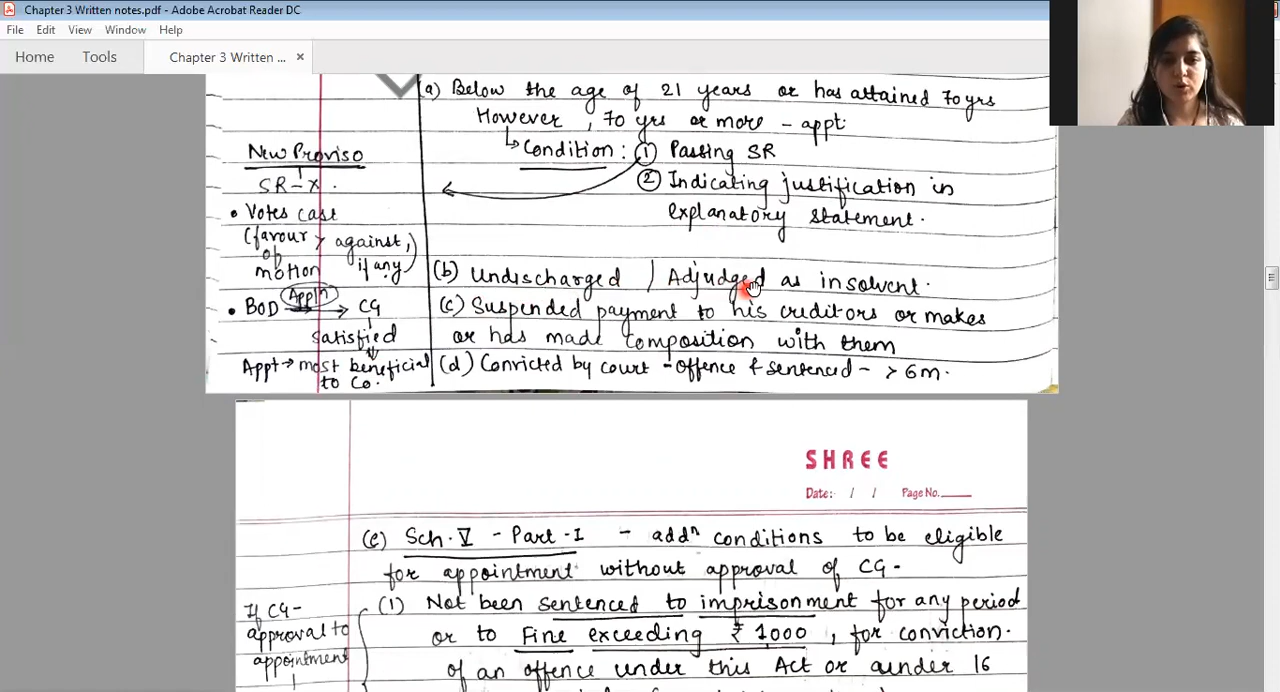 Chapter 3 Written notes.pdf - Adobe Acrobat Reader DC
File Edit View Window Help
Home Tools Chapter 3 Written ... ×
(a) Below the age of 21 years or has attained 70 yrs
However, 70 yrs or more - appt
Condition: ① Passing SR
② Indicating justification in
explanatory statement.
New Proviso
SR-X.
• Votes cast
(favour > against,
of if any)
motion
• BOD Appln → CG
satisfied
Appt → most beneficial
to Co.
(b) Undischarged / Adjudged as insolvent.
(c) Suspended payment to his creditors or makes
or has made composition with them
(d) Convicted by court - offence & sentenced - > 6m.
SHREE
Date: / / Page No.
(e) Sch. V - Part-I - addn conditions to be eligible
for appointment without approval of CG-
(1) Not been sentenced to imprisonment for any period
or to Fine exceeding ₹ 1000, for conviction
of an offence under this Act or under 16
If CG-
approval to
appointment